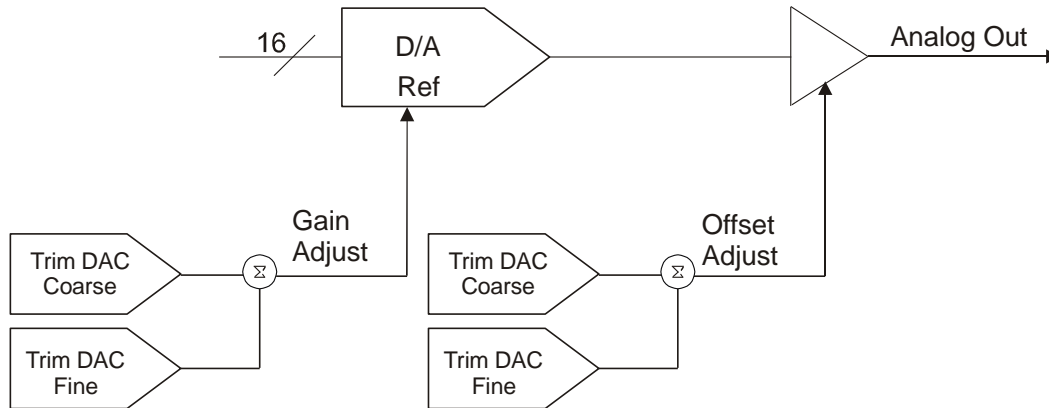 16
D/A
Ref
Analog Out
Gain
Adjust
Offset
Adjust
Trim DAC
Coarse
Σ
Trim DAC
Coarse
Σ
Trim DAC
Fine
Trim DAC
Fine